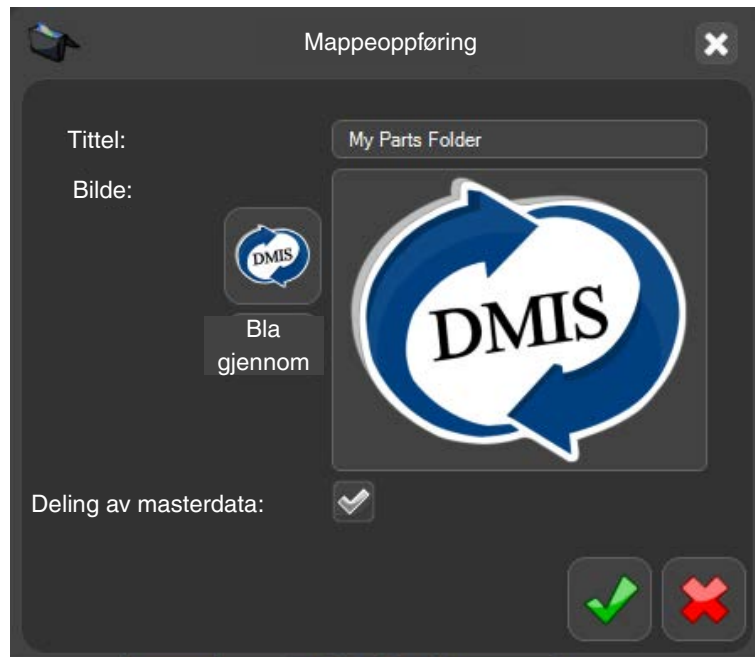 Mappeoppføring
Tittel:
My Parts Folder
Bilde:
DMIS
Bla
gjennom
DMIS
Deling av masterdata: